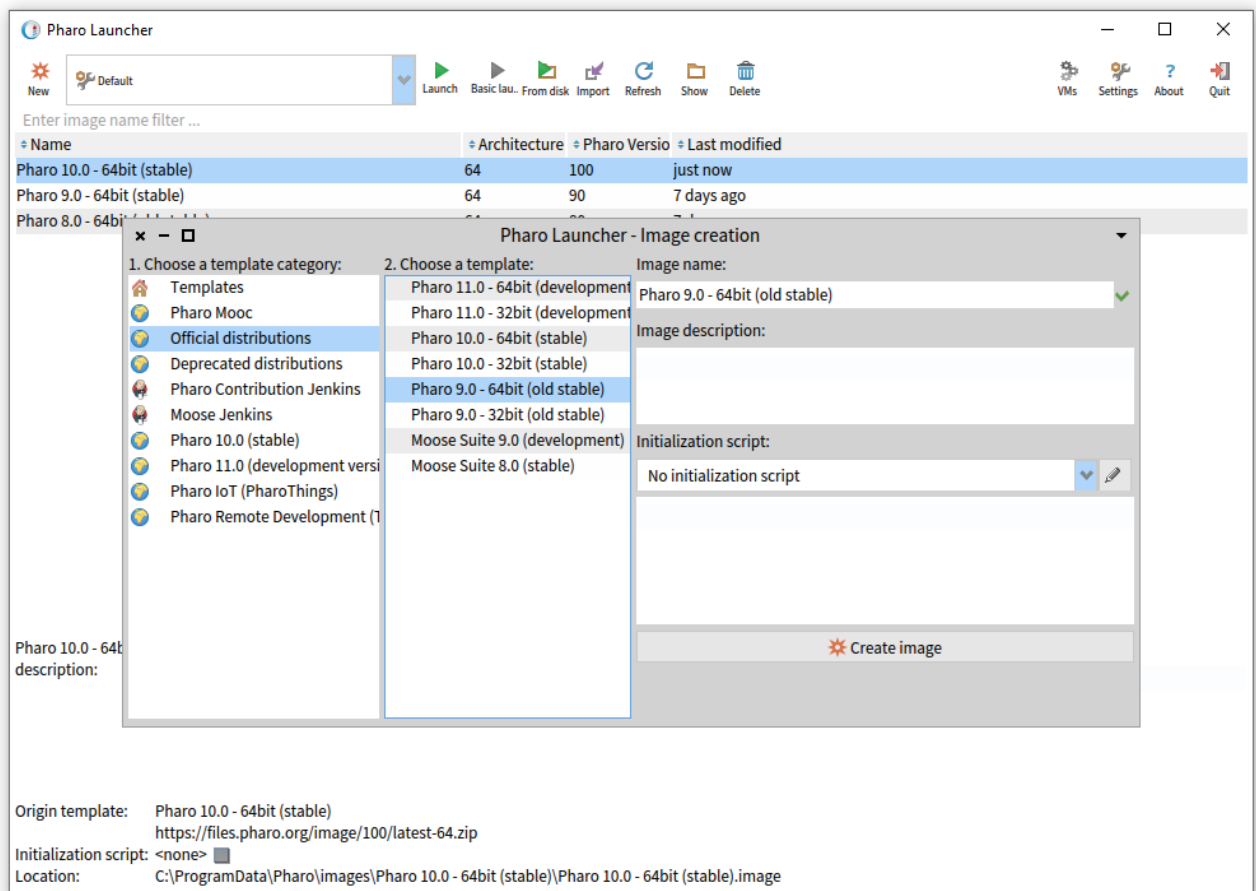 Pharo Launcher
New
Default
Launch
Basic lau..
From disk
Import
Refresh
Show
Delete
VMs
Settings
About
Quit
Enter image name filter ...
Name Architecture Pharo Versio Last modified
Pharo 10.0 - 64bit (stable) 64 100 just now
Pharo 9.0 - 64bit (stable) 64 90 7 days ago
Pharo 8.0 - 64bi
Pharo Launcher - Image creation
1. Choose a template category:
Templates
Pharo Mooc
Official distributions
Deprecated distributions
Pharo Contribution Jenkins
Moose Jenkins
Pharo 10.0 (stable)
Pharo 11.0 (development versi
Pharo IoT (PharoThings)
Pharo Remote Development (T
2. Choose a template:
Pharo 11.0 - 64bit (development
Pharo 11.0 - 32bit (development
Pharo 10.0 - 64bit (stable)
Pharo 10.0 - 32bit (stable)
Pharo 9.0 - 64bit (old stable)
Pharo 9.0 - 32bit (old stable)
Moose Suite 9.0 (development)
Moose Suite 8.0 (stable)
Image name:
Pharo 9.0 - 64bit (old stable)
Image description:
Initialization script:
No initialization script
Create image
Pharo 10.0 - 64b
description:
Origin template: Pharo 10.0 - 64bit (stable)
https://files.pharo.org/image/100/latest-64.zip
Initialization script: <none>
Location: C:\ProgramData\Pharo\images\Pharo 10.0 - 64bit (stable)\Pharo 10.0 - 64bit (stable).image